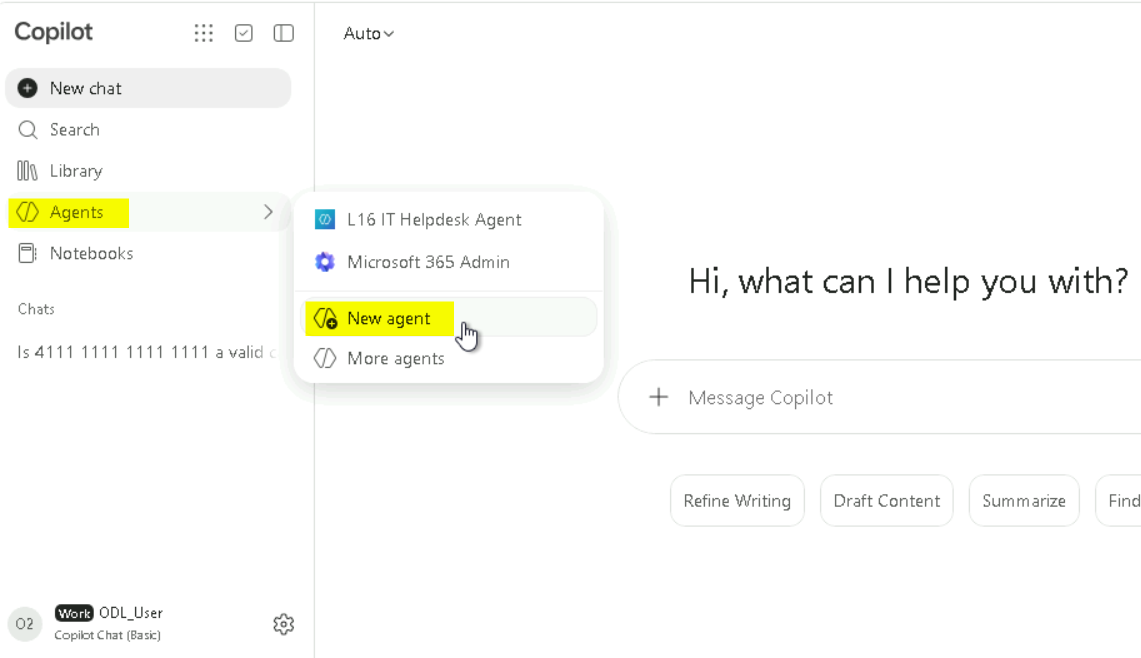 Copilot
Auto
New chat
Search
Library
Agents
Notebooks
Chats
Is 4111 1111 1111 1111 a valid c
L16 IT Helpdesk Agent
Microsoft 365 Admin
New agent
More agents
Hi, what can I help you with?
Message Copilot
Refine Writing
Draft Content
Summarize
Find
O2
Work ODL_User
Copilot Chat (Basic)